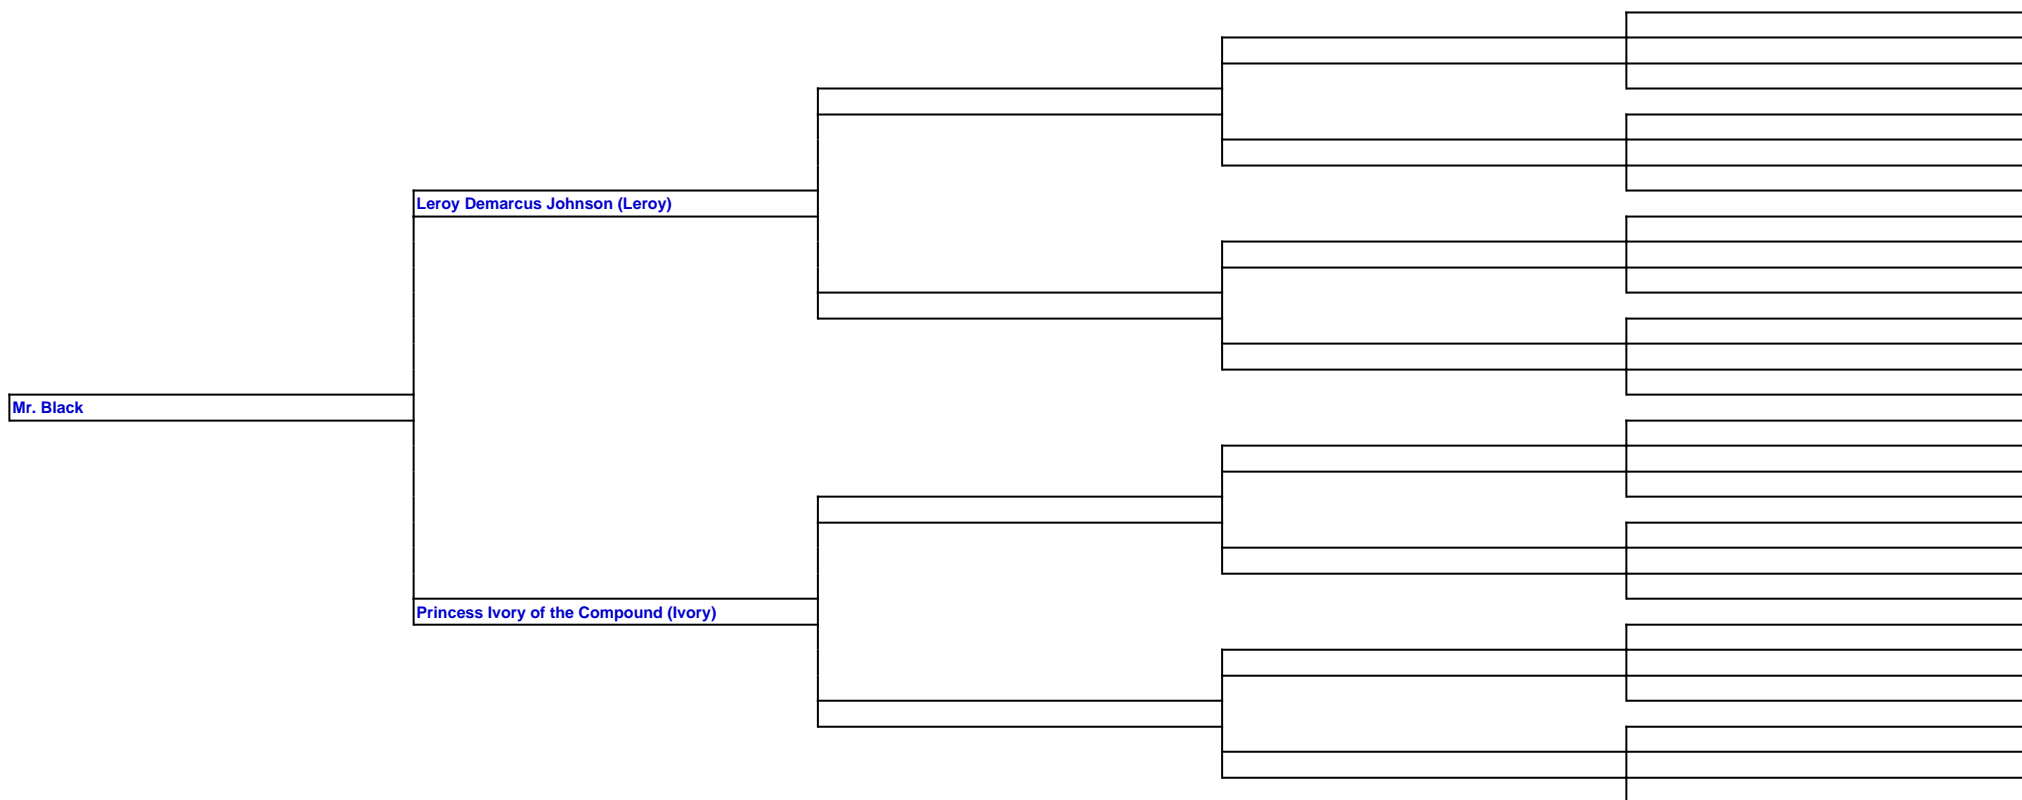 Leroy Demarcus Johnson (Leroy)
Mr. Black
Princess Ivory of the Compound (Ivory)